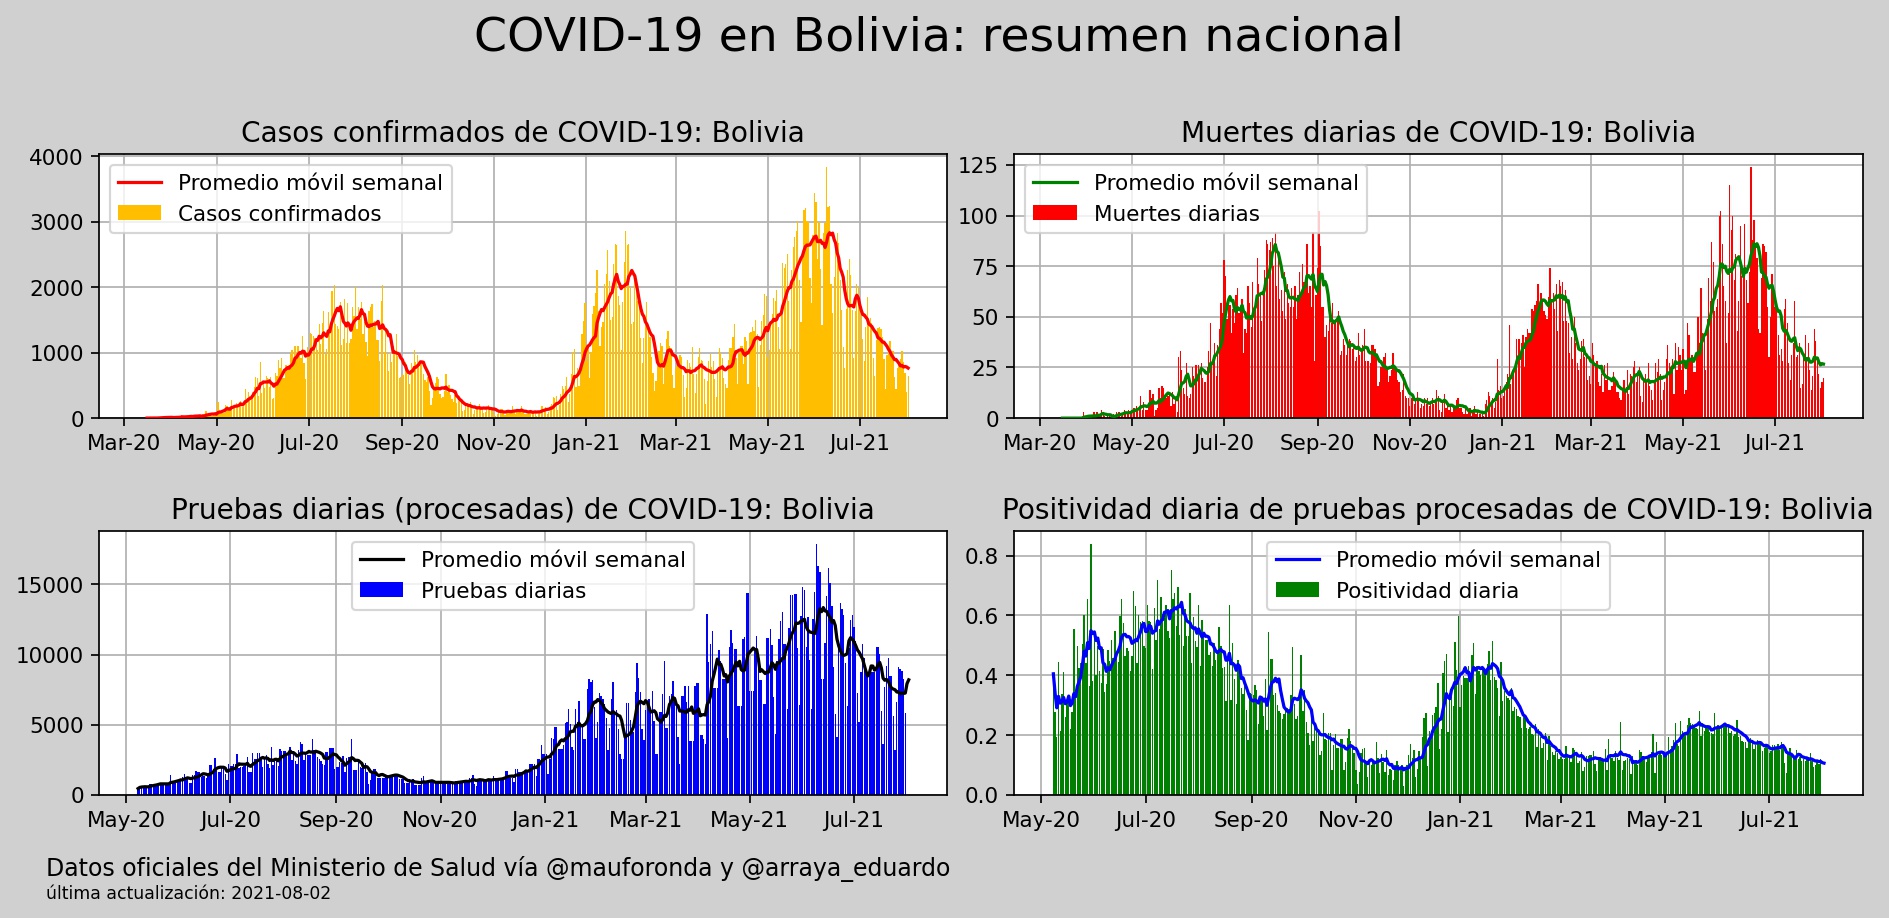 COVID-19 en Bolivia: resumen nacional
Casos confirmados de COVID-19: Bolivia
4000
3000
2000
1000
0
Promedio móvil semanal
Casos confirmados
Mar-20 May-20 Jul-20 Sep-20 Nov-20 Jan-21 Mar-21 May-21 Jul-21
Muertes diarias de COVID-19: Bolivia
125
100
75
50
25
0
Promedio móvil semanal
Muertes diarias
Mar-20 May-20 Jul-20 Sep-20 Nov-20 Jan-21 Mar-21 May-21 Jul-21
Pruebas diarias (procesadas) de COVID-19: Bolivia
15000
10000
5000
0
Promedio móvil semanal
Pruebas diarias
May-20 Jul-20 Sep-20 Nov-20 Jan-21 Mar-21 May-21 Jul-21
Positividad diaria de pruebas procesadas de COVID-19: Bolivia
0.8
0.6
0.4
0.2
0.0
Promedio móvil semanal
Positividad diaria
May-20 Jul-20 Sep-20 Nov-20 Jan-21 Mar-21 May-21 Jul-21
Datos oficiales del Ministerio de Salud vía @mauforonda y @arraya_eduardo
última actualización: 2021-08-02